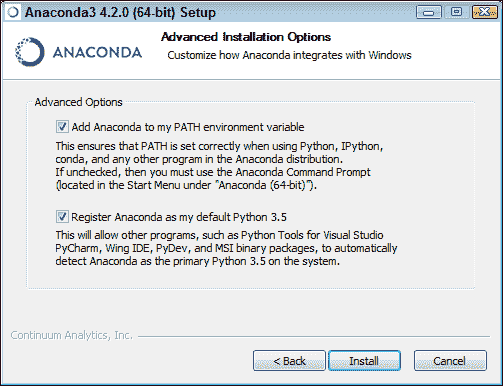 Anaconda3 4.2.0 (64-bit) Setup
ANACONDA
Advanced Installation Options
Customize how Anaconda integrates with Windows
Advanced Options
Add Anaconda to my PATH environment variable
This ensures that PATH is set correctly when using Python, IPython,
conda, and any other program in the Anaconda distribution.
If unchecked, then you must use the Anaconda Command Prompt
(located in the Start Menu under "Anaconda (64-bit)").
Register Anaconda as my default Python 3.5
This will allow other programs, such as Python Tools for Visual Studio
PyCharm, Wing IDE, PyDev, and MSI binary packages, to automatically
detect Anaconda as the primary Python 3.5 on the system.
Continuum Analytics, Inc.
< Back
Install
Cancel